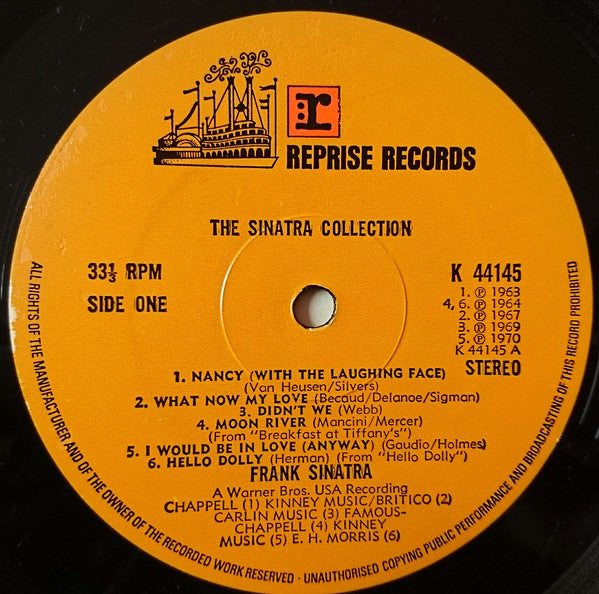 r:
REPRISE RECORDS
THE SINATRA COLLECTION
33⅓ RPM
SIDE ONE
K 44145
1. ℗ 1963
4, 6. ℗ 1964
2. ℗ 1967
3. ℗ 1969
5. ℗ 1970
K 44145 A
STEREO
1. NANCY (WITH THE LAUGHING FACE)
(Van Heusen/Silvers)
2. WHAT NOW MY LOVE (Becaud/Delanoe/Sigman)
3. DIDN'T WE (Webb)
4. MOON RIVER (Mancini/Mercer)
(From "Breakfast at Tiffany's")
5. I WOULD BE IN LOVE (ANYWAY) (Gaudio/Holmes)
6. HELLO DOLLY (Herman) (From "Hello Dolly")
FRANK SINATRA
A Warner Bros. USA Recording
CHAPPELL (1) KINNEY MUSIC/BRITICO (2)
CARLIN MUSIC (3) FAMOUS-
CHAPPELL (4) KINNEY
MUSIC (5) E. H. MORRIS (6)
ALL RIGHTS OF THE MANUFACTURER AND OF THE OWNER OF THE RECORDED WORK RESERVED · UNAUTHORISED COPYING PUBLIC PERFORMANCE AND BROADCASTING OF THIS RECORD PROHIBITED